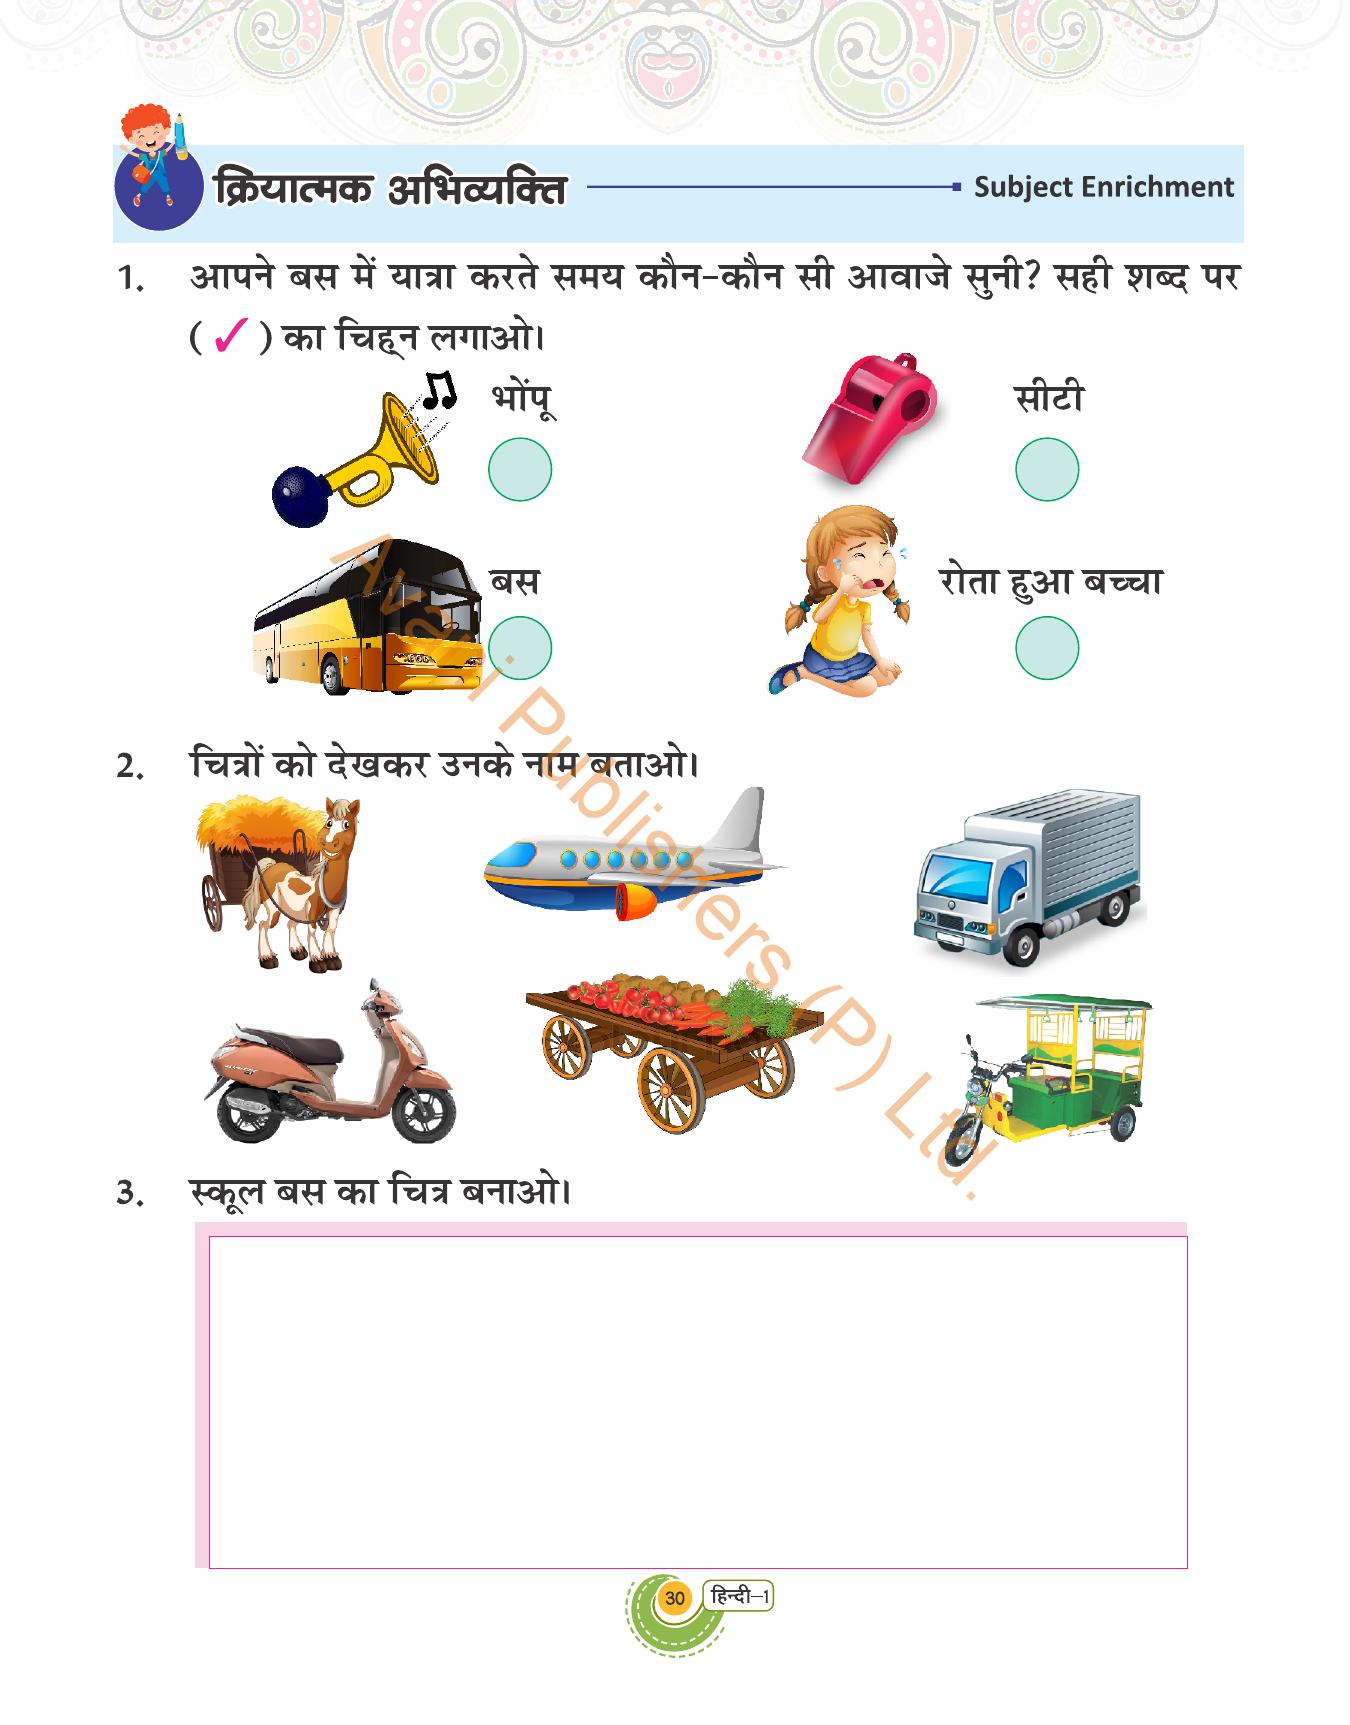 क्रियात्मक अभिव्यक्ति Subject Enrichment
1. आपने बस में यात्रा करते समय कौन-कौन सी आवाजे सुनी? सही शब्द पर
(✓) का चिह्न लगाओ।
भोंपू सीटी
बस रोता हुआ बच्चा
2. चित्रों को देखकर उनके नाम बताओ।
3. स्कूल बस का चित्र बनाओ।
Publishers (P) Ltd.
30 हिन्दी-1